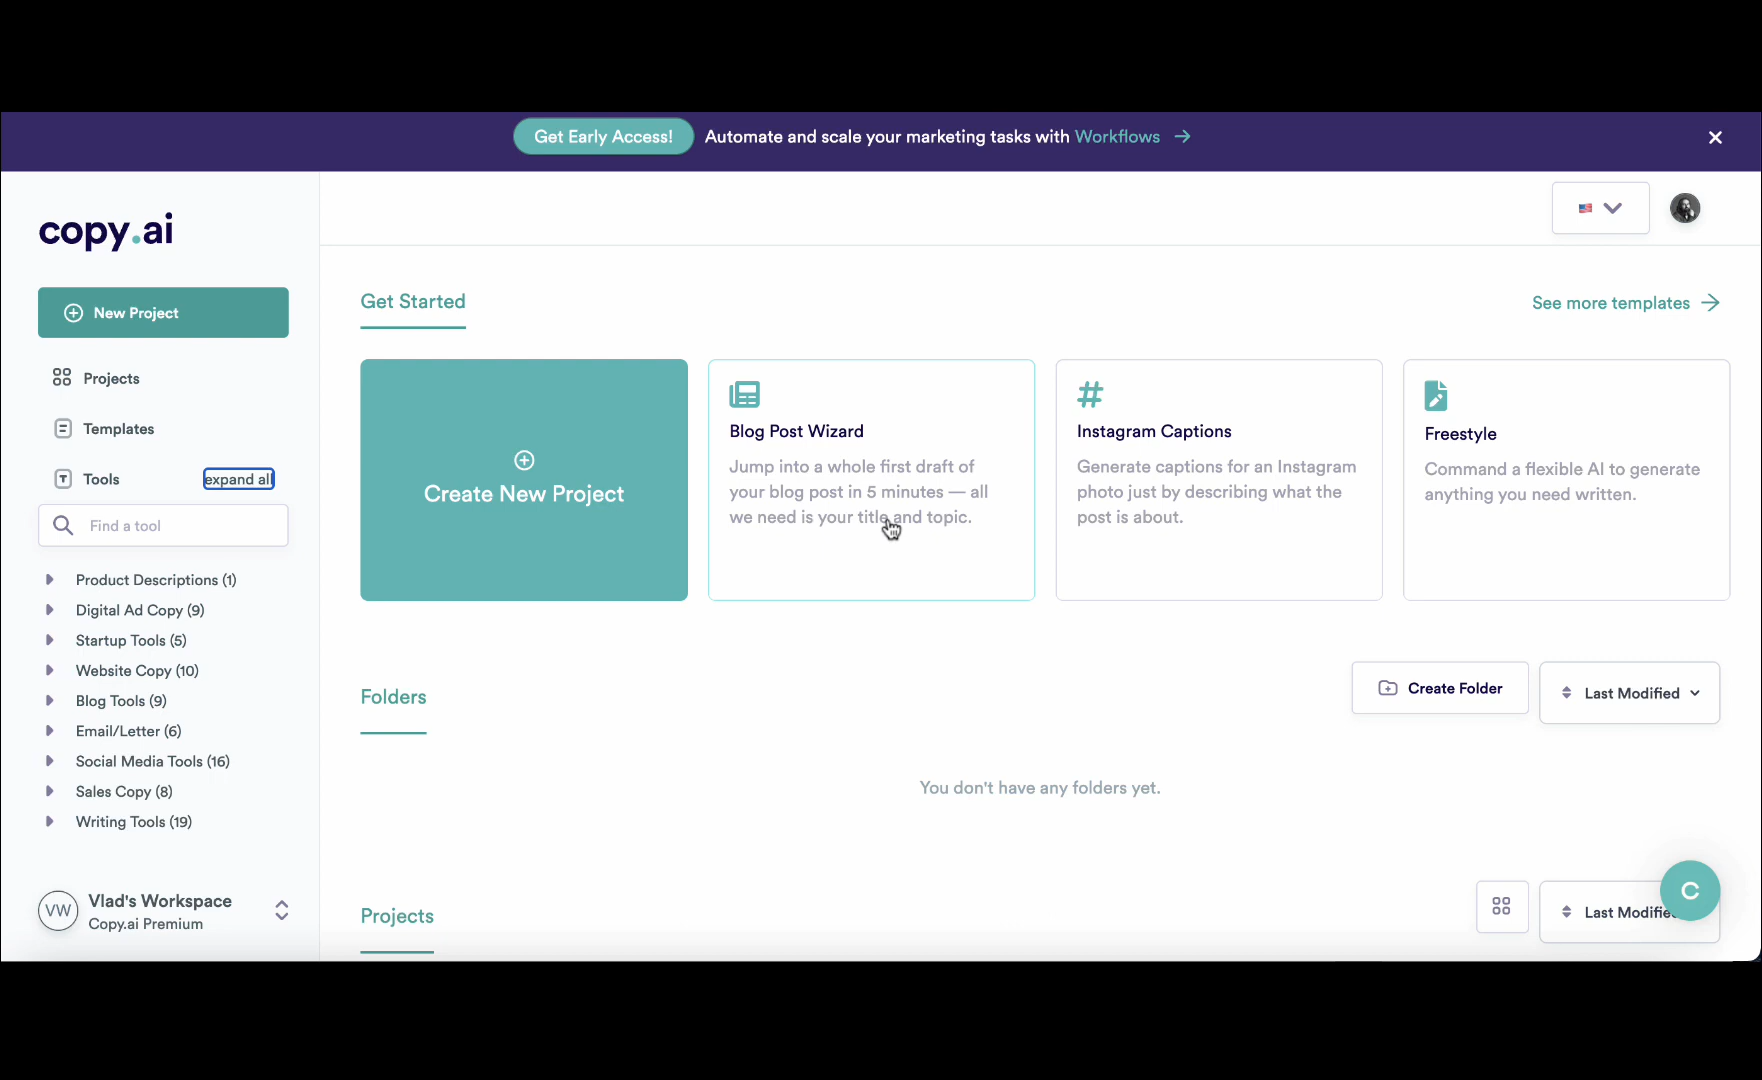 Get Early Access! Automate and scale your marketing tasks with Workflows
copy.ai
New Project
Projects
Templates
Tools expand all
Find a tool
Product Descriptions (1)
Digital Ad Copy (9)
Startup Tools (5)
Website Copy (10)
Blog Tools (9)
Email/Letter (6)
Social Media Tools (16)
Sales Copy (8)
Writing Tools (19)
VW
Vlad's Workspace
Copy.ai Premium
Get Started
See more templates
Create New Project
Blog Post Wizard
Jump into a whole first draft of
your blog post in 5 minutes — all
we need is your title and topic.
Instagram Captions
Generate captions for an Instagram
photo just by describing what the
post is about.
Freestyle
Command a flexible AI to generate
anything you need written.
Folders
Create Folder
Last Modified
You don't have any folders yet.
Projects
Last Modified
C